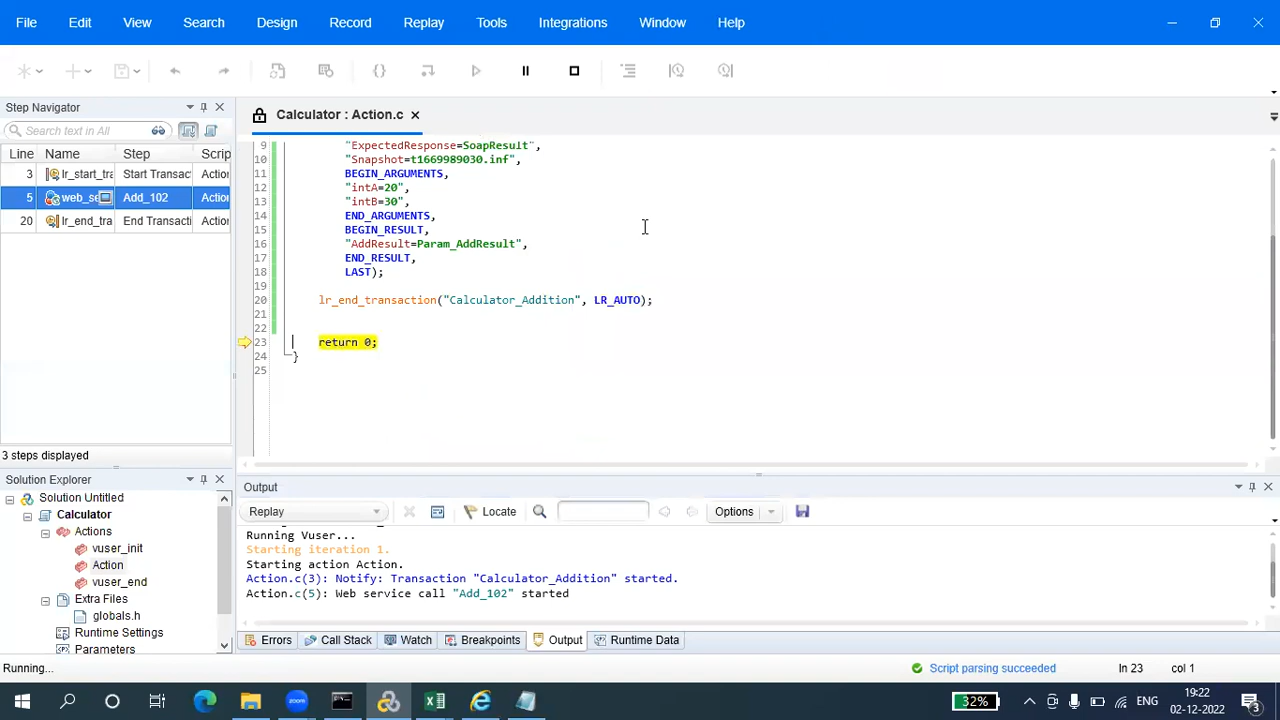 File Edit View Search Design Record Replay Tools Integrations Window Help
Step Navigator
Calculator : Action.c
Search text in All
Line Name Step Scrip
3 lr_start_tra Start Transac Action
5 web_se Add_102 Action
20 lr_end_tra End Transacti Action
3 steps displayed
9 "ExpectedResponse=SoapResult",
10 "Snapshot=t1669989030.inf",
11 BEGIN_ARGUMENTS,
12 "intA=20",
13 "intB=30",
14 END_ARGUMENTS,
15 BEGIN_RESULT,
16 "AddResult=Param_AddResult",
17 END_RESULT,
18 LAST);
19
20 lr_end_transaction("Calculator_Addition", LR_AUTO);
21
22
23 return 0;
24 }
25
Solution Explorer
Solution Untitled
Calculator
Actions
vuser_init
Action
vuser_end
Extra Files
globals.h
Runtime Settings
Parameters
Output
Replay Locate Options
Running Vuser...
Starting iteration 1.
Starting action Action.
Action.c(3): Notify: Transaction "Calculator_Addition" started.
Action.c(5): Web service call "Add_102" started
Errors Call Stack Watch Breakpoints Output Runtime Data
Running... Script parsing succeeded ln 23 col 1
zoom 32% ENG 19:22
02-12-2022 3